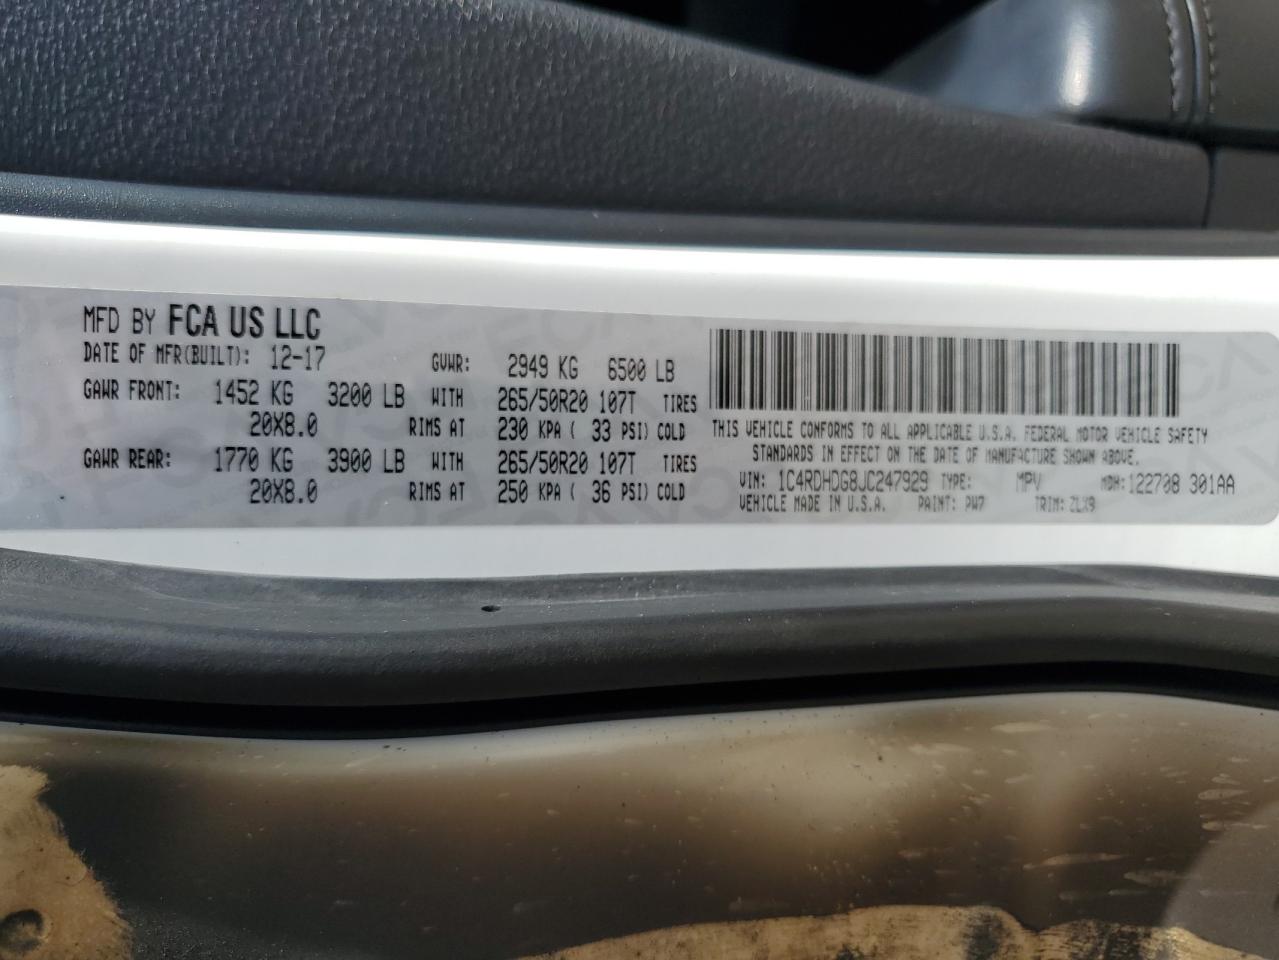 MFD BY FCA US LLC
DATE OF MFR(BUILT): 12-17 GVWR: 2949 KG 6500 LB
GAWR FRONT: 1452 KG 3200 LB WITH 265/50R20 107T TIRES
20X8.0 RIMS AT 230 KPA ( 33 PSI) COLD
GAWR REAR: 1770 KG 3900 LB WITH 265/50R20 107T TIRES
20X8.0 RIMS AT 250 KPA ( 36 PSI) COLD
THIS VEHICLE CONFORMS TO ALL APPLICABLE U.S.A. FEDERAL MOTOR VEHICLE SAFETY
STANDARDS IN EFFECT ON THE DATE OF MANUFACTURE SHOWN ABOVE.
VIN: 1C4RDHDG8JC247929 TYPE: MPV MDH: 122708 301AA
VEHICLE MADE IN U.S.A. PAINT: PW7 TRIM: ZLX9